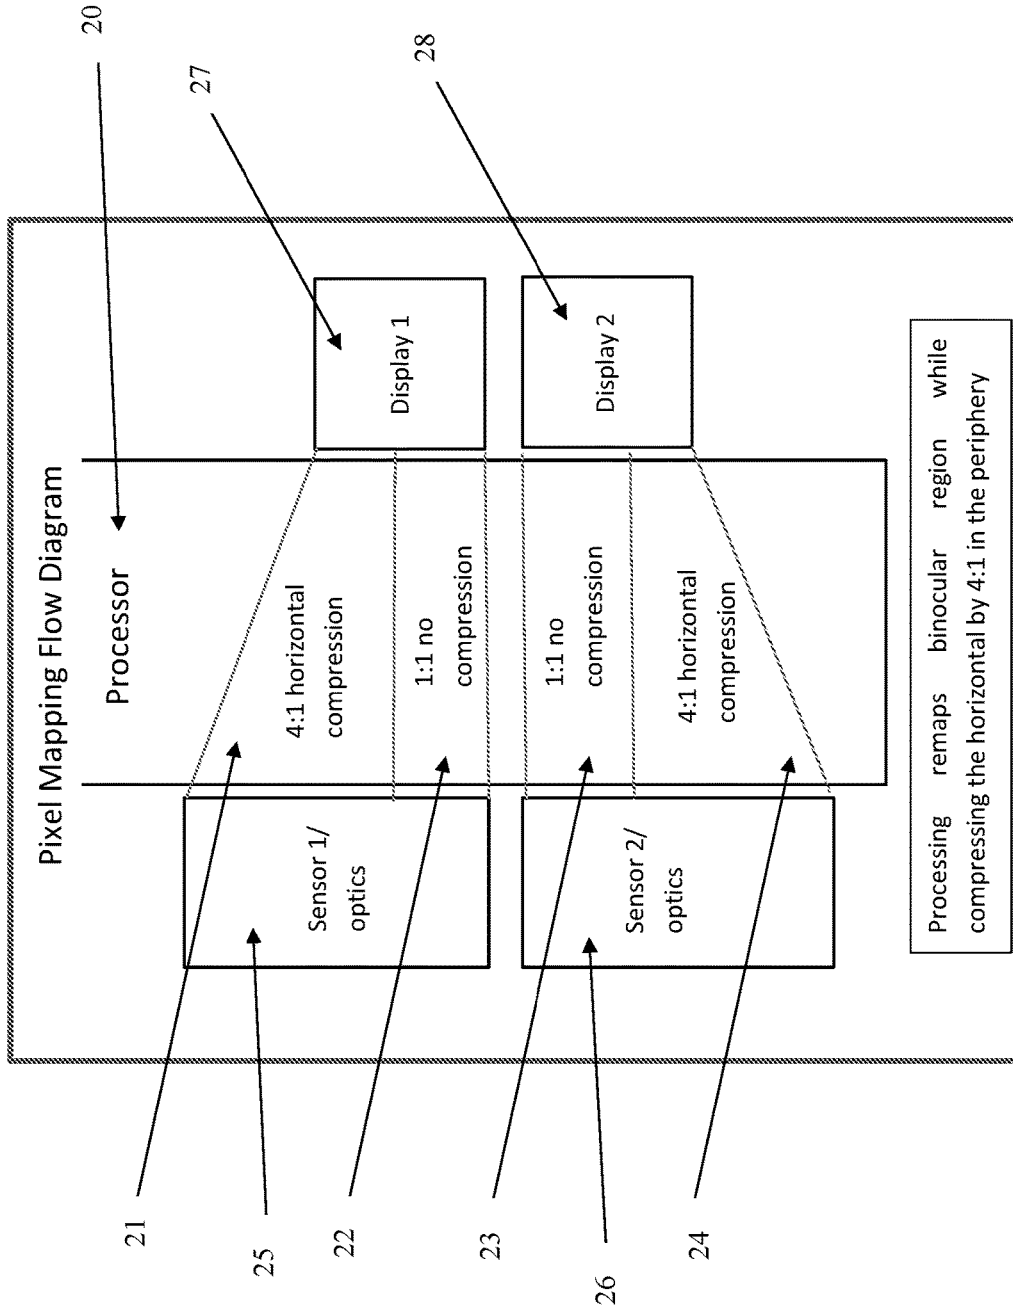 Pixel Mapping Flow Diagram
20
Processor
27
28
21
4:1 horizontal
compression
25
Sensor 1/
optics
22
1:1 no
compression
Display 1
23
1:1 no
compression
26
Sensor 2/
optics
24
4:1 horizontal
compression
Display 2
Processing remaps binocular region while
compressing the horizontal by 4:1 in the periphery